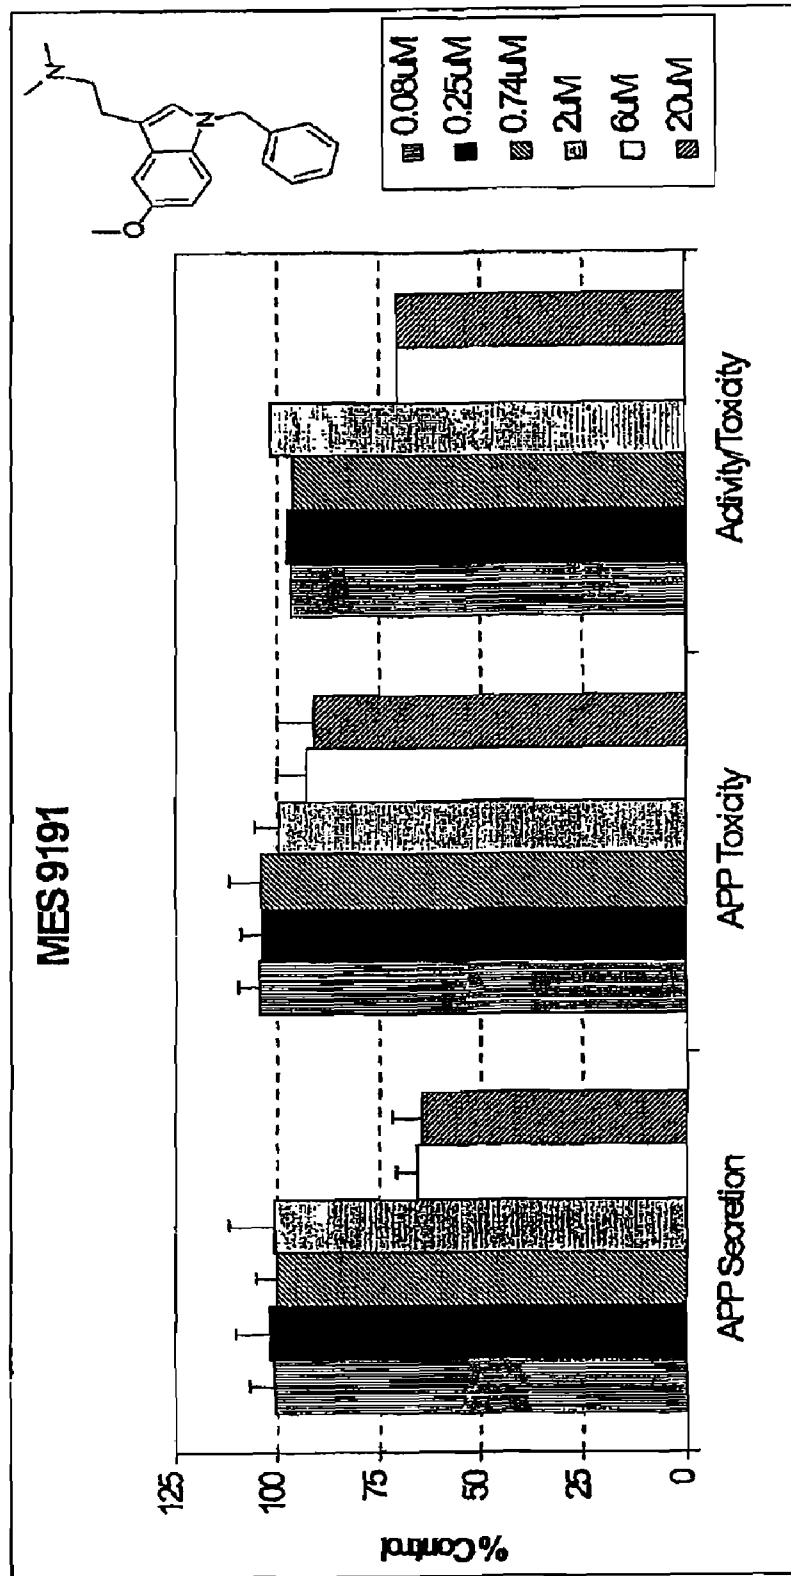 MES 9191
N
N
O
0.08uM
0.25uM
0.74uM
2uM
6uM
20uM
% Control
125
100
75
50
25
0
APP Secretion
APP Toxicity
Activity/Toxicity